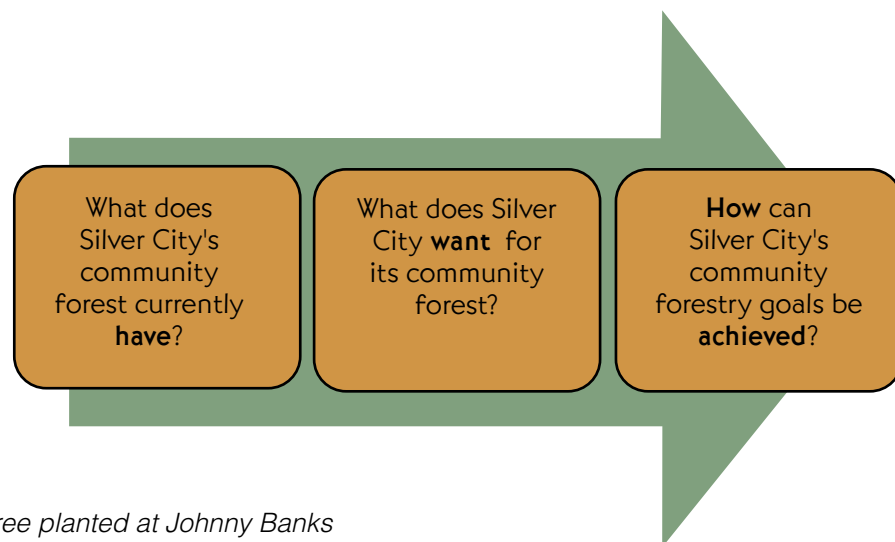 What does
Silver City's
community
forest currently
have?
What does Silver
City want for
its community
forest?
How can
Silver City's
community
forestry goals be
achieved?
ree planted at Johnny Banks